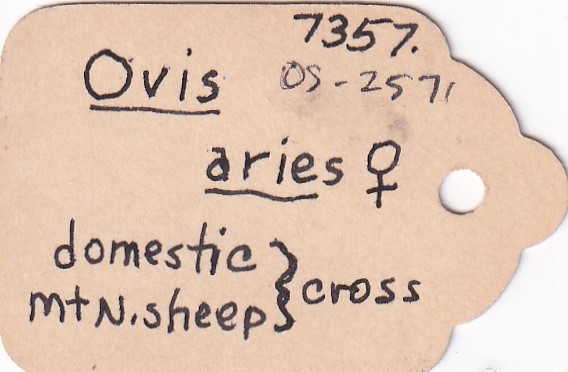 7357.
Ovis OS-2571
aries ♀
domestic } cross
mtN. sheep